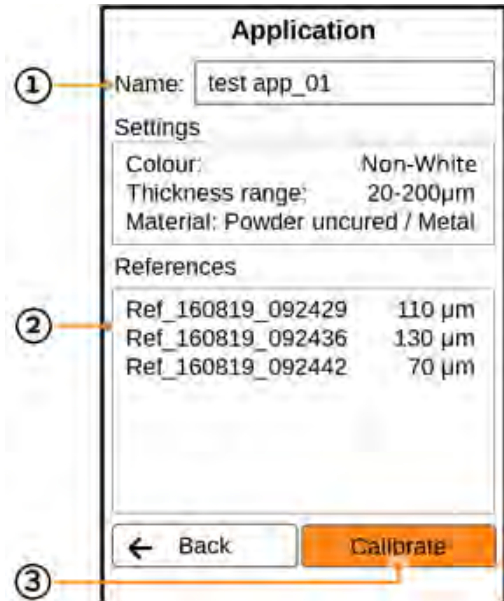 Application
① Name: test app_01
Settings
Colour: Non-White
Thickness range: 20-200µm
Material: Powder uncured / Metal
References
② Ref_160819_092429 110 µm
Ref_160819_092436 130 µm
Ref_160819_092442 70 µm
← Back Calibrate
③